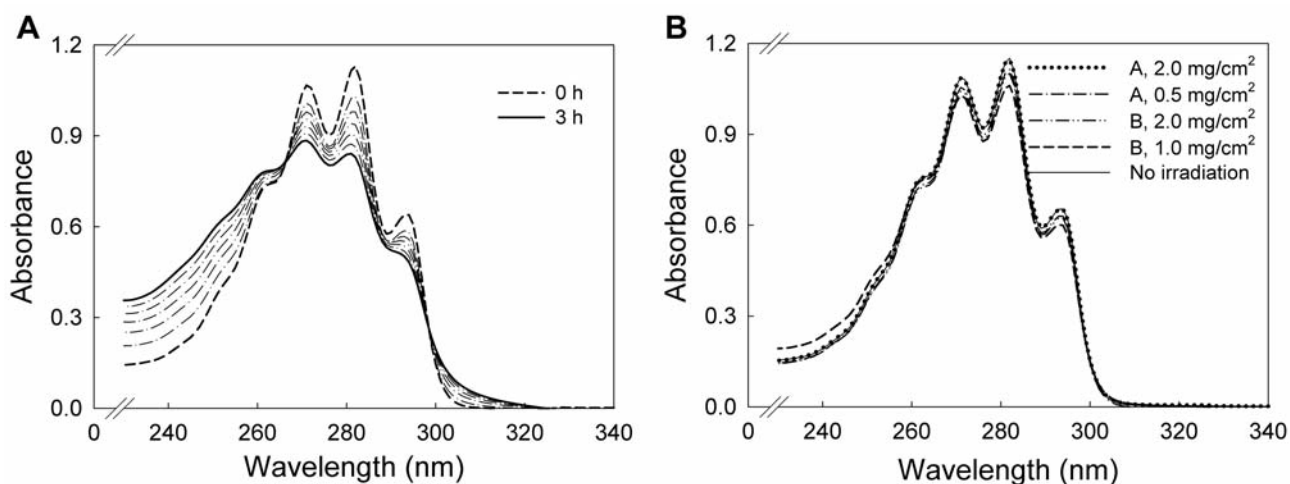 A
1.2
0.9
0.6
0.3
0.0
Absorbance
0 h
3 h
0 240 260 280 300 320 340
Wavelength (nm)
B
1.2
0.9
0.6
0.3
0.0
Absorbance
A, 2.0 mg/cm²
A, 0.5 mg/cm²
B, 2.0 mg/cm²
B, 1.0 mg/cm²
No irradiation
0 240 260 280 300 320 340
Wavelength (nm)